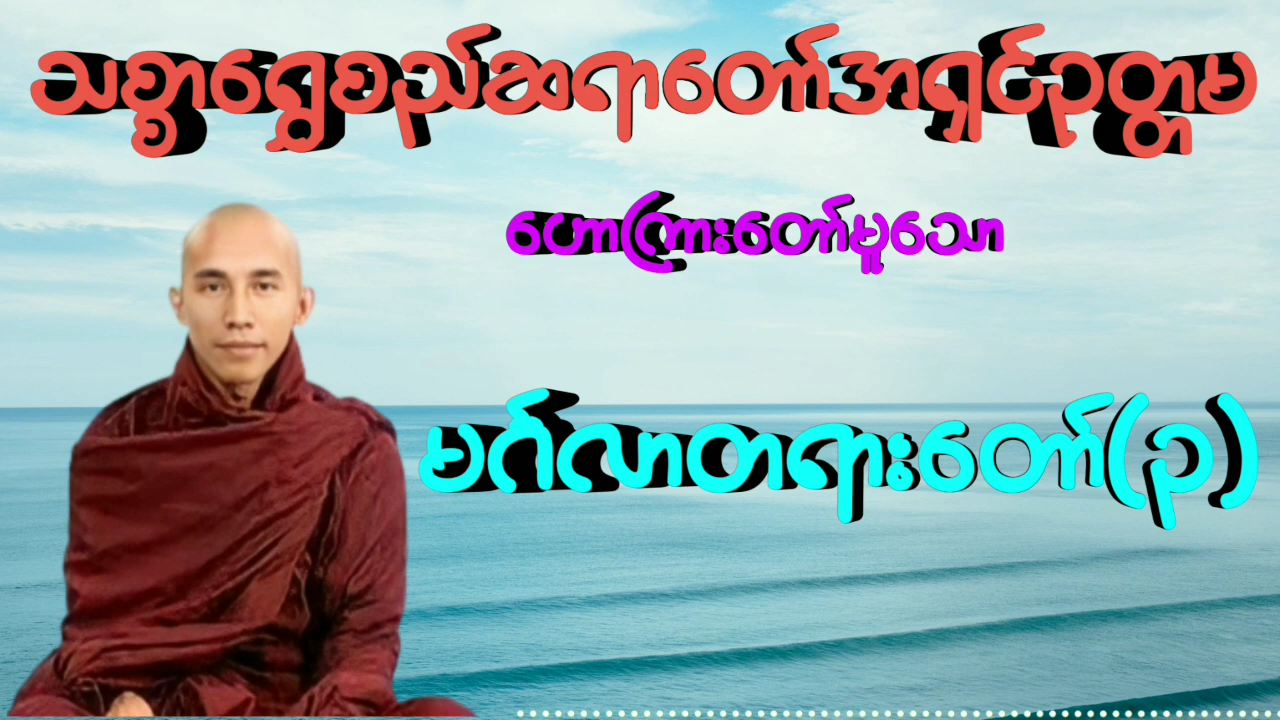 သစ္စာရွှေစည်ဆရာတော်အရှင်ဥတ္တမ
ဟောကြားတော်မူသော
မင်္ဂလာတရားတော်(၃)